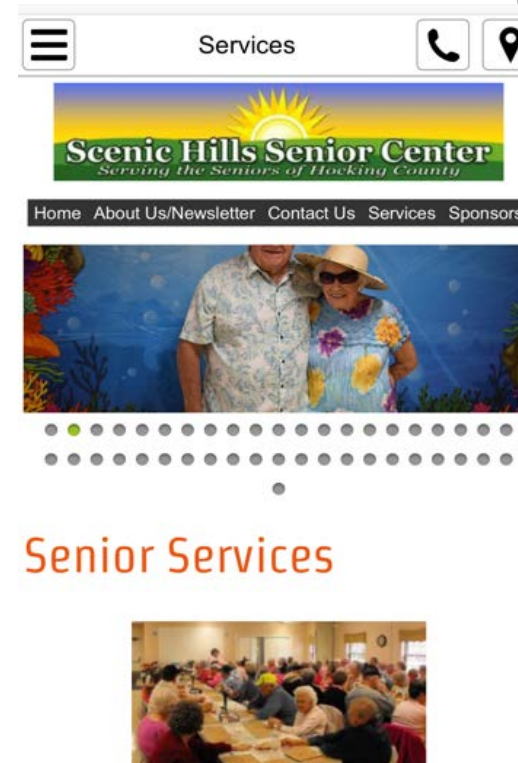 Services
Scenic Hills Senior Center
Serving the Seniors of Hocking County
Home About Us/Newsletter Contact Us Services Sponsors
Senior Services